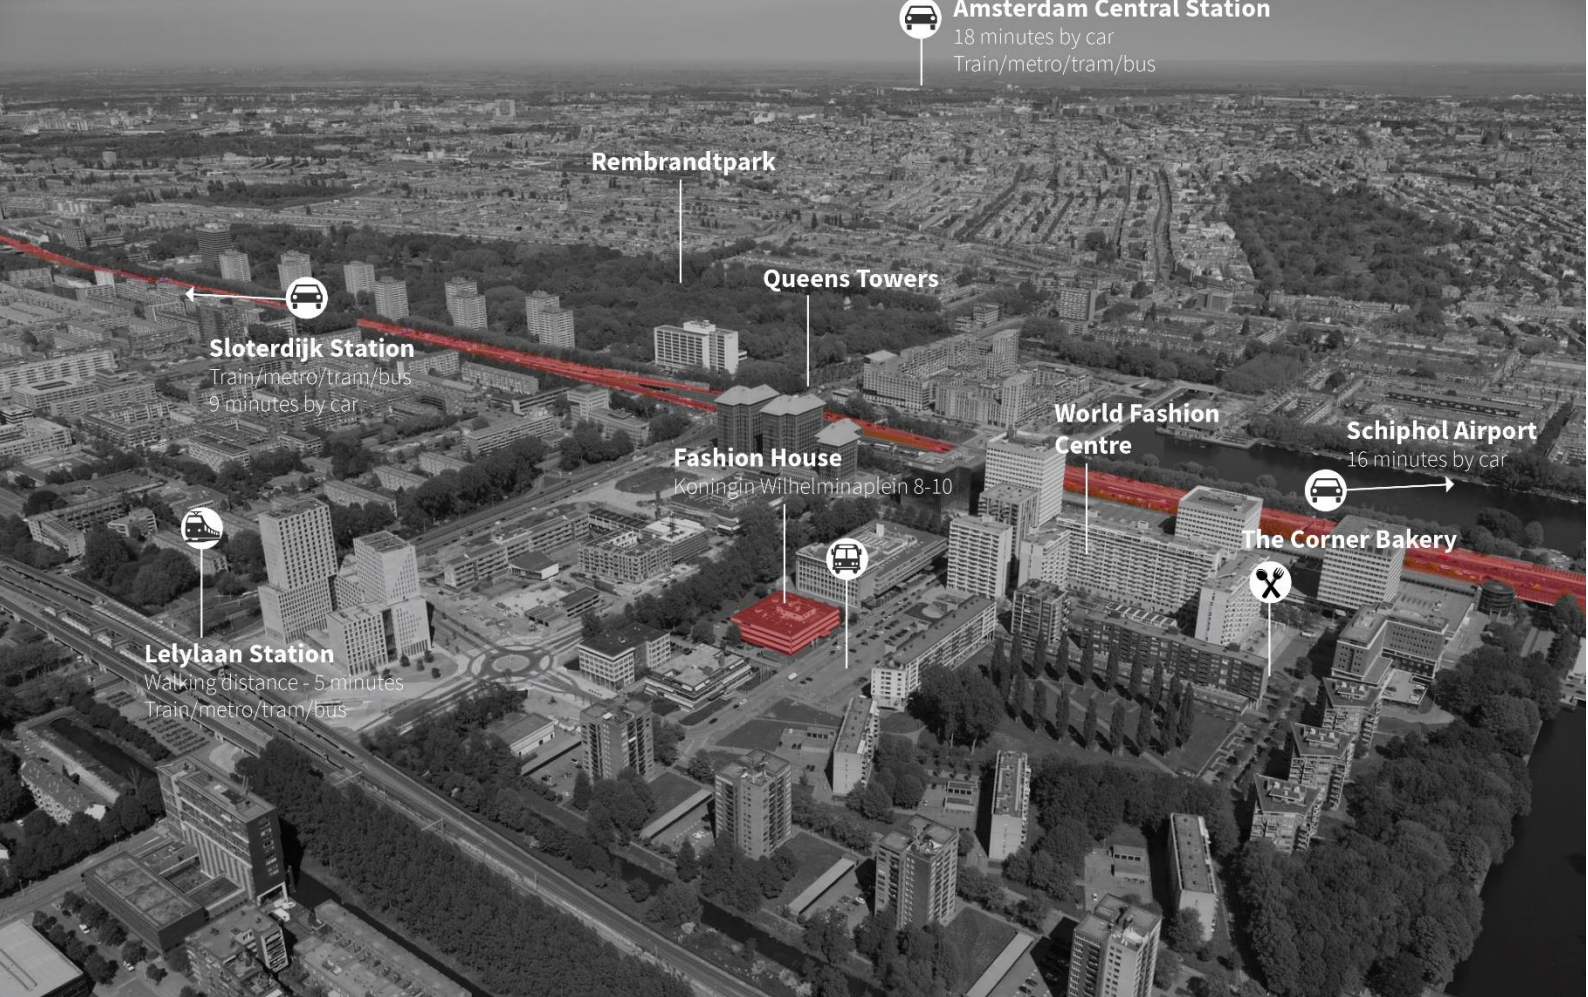 Amsterdam Central Station
18 minutes by car
Train/metro/tram/bus
Rembrandtpark
Queens Towers
Sloterdijk Station
Train/metro/tram/bus
9 minutes by car
World Fashion
Centre
Schiphol Airport
16 minutes by car
Fashion House
Koningin Wilhelminaplein 8-10
The Corner Bakery
Lelylaan Station
Walking distance - 5 minutes
Train/metro/tram/bus